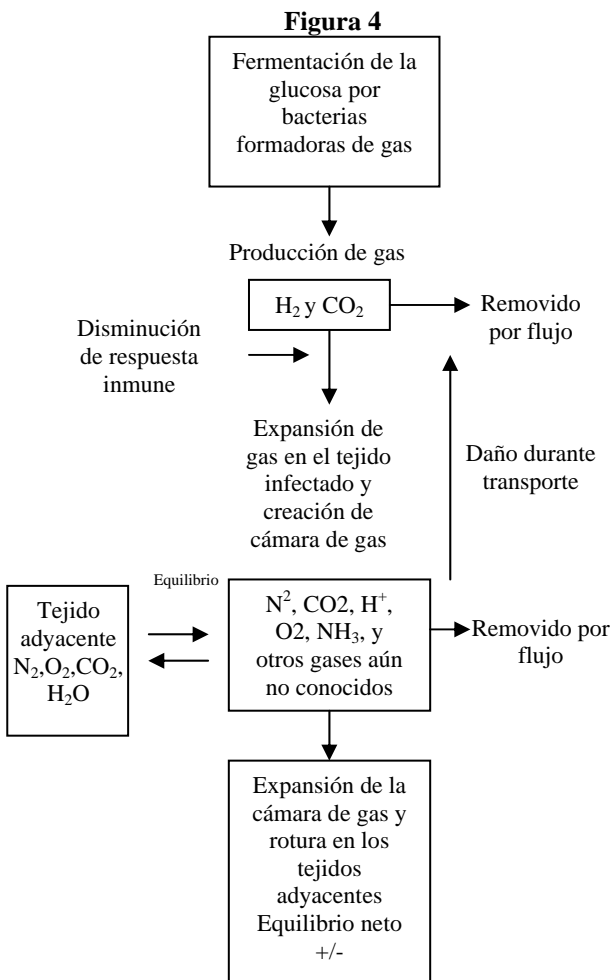 Figura 4
Fermentación de la
glucosa por
bacterias
formadoras de gas
Producción de gas
H₂ y CO₂
Removido
por flujo
Disminución
de respuesta
inmune
Expansión de
gas en el tejido
infectado y
creación de
cámara de gas
Daño durante
transporte
Equilibrio
Tejido
adyacente
N₂,O₂,CO₂,
H₂O
N², CO2, H⁺,
O2, NH₃, y
otros gases aún
no conocidos
Removido por
flujo
Expansión de la
cámara de gas y
rotura en los
tejidos
adyacentes
Equilibrio neto
+/-